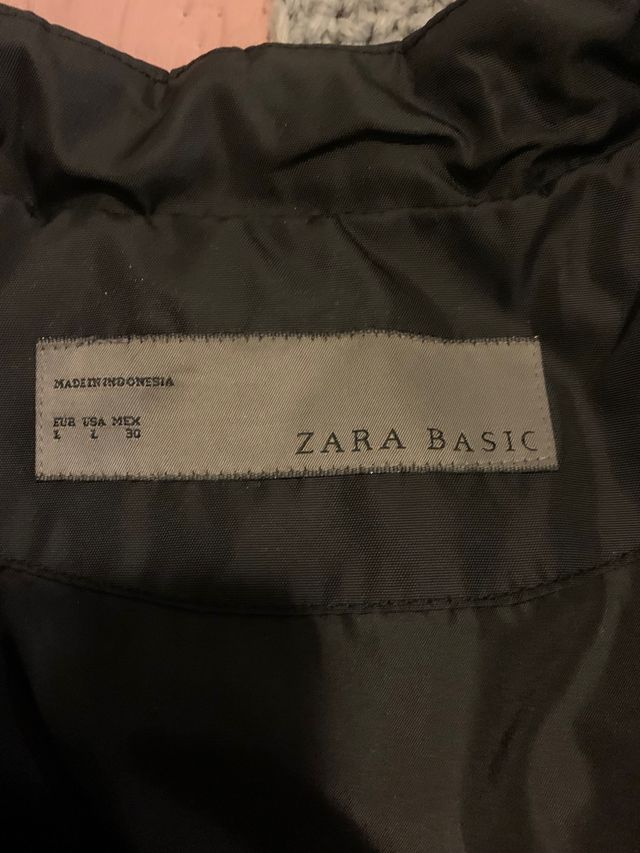 MADE IN INDONESIA
EUR USA MEX
L L 30
ZARA BASIC